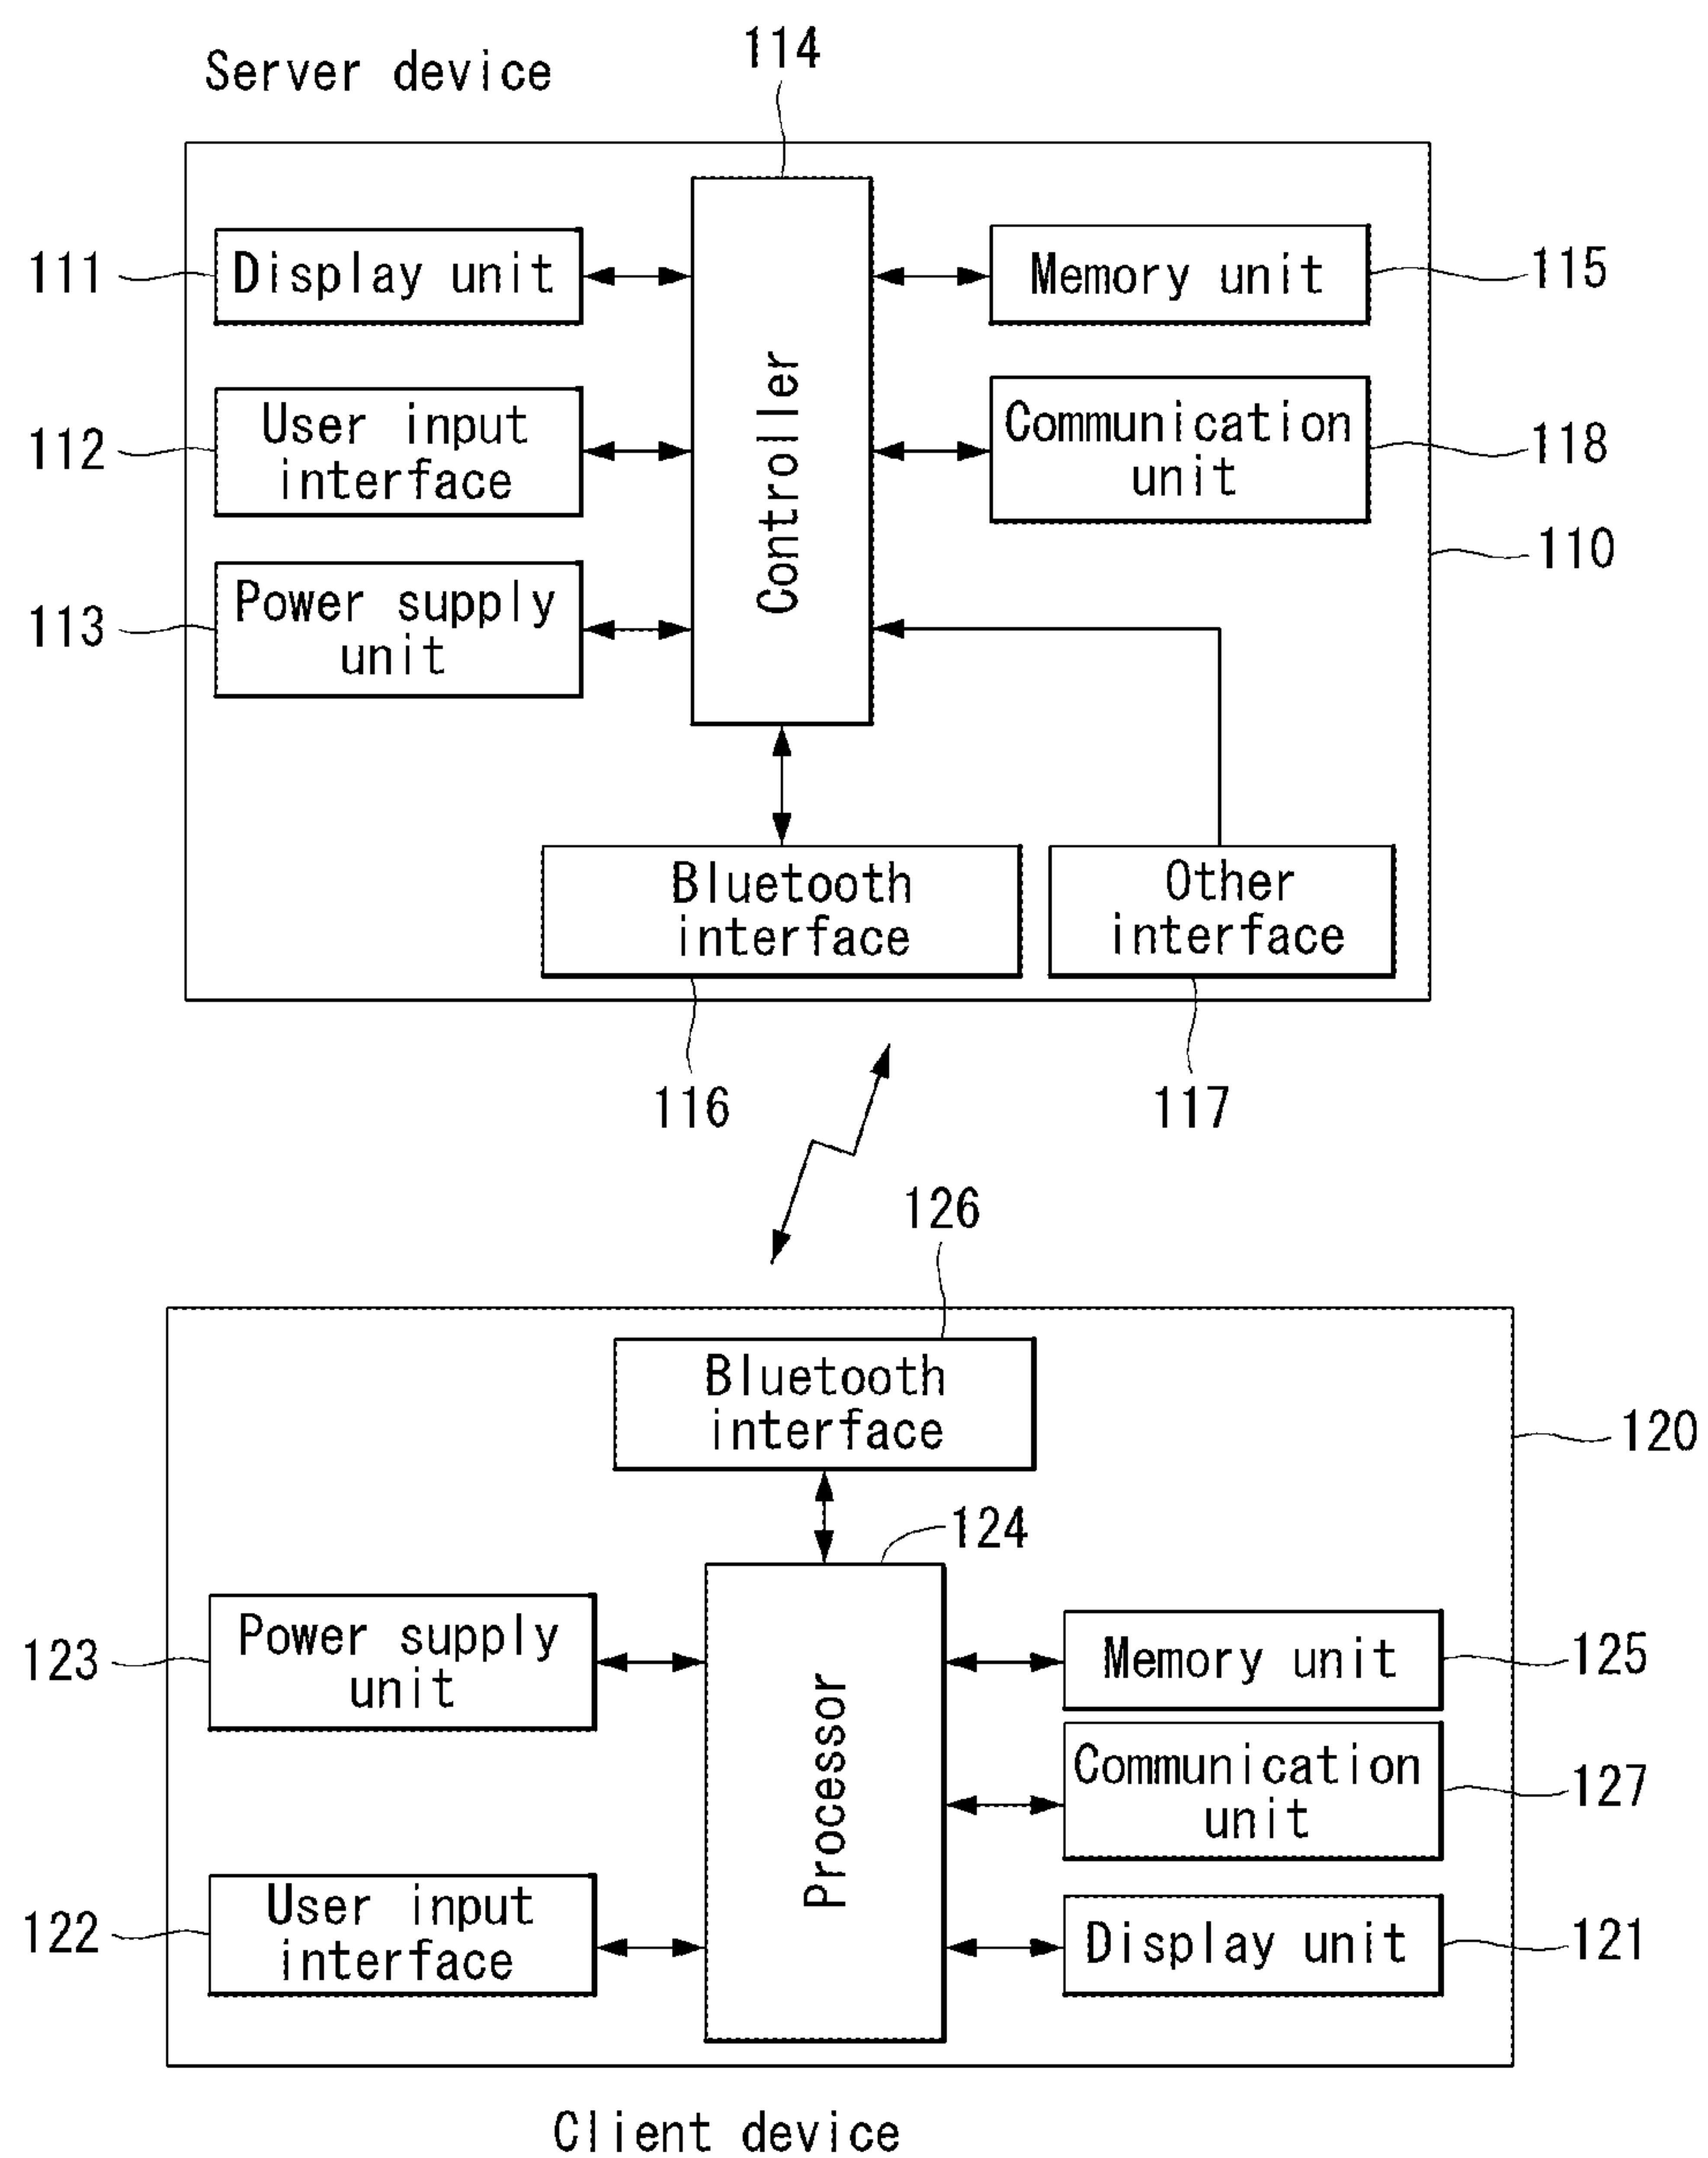 114
Server device
111
Display unit
Memory unit
115
112
User input
interface
Controller
Communication
unit
118
110
113
Power supply
unit
Bluetooth
interface
Other
interface
116
117
126
Bluetooth
interface
120
124
123
Power supply
unit
Processor
Memory unit
125
Communication
unit
127
122
User input
interface
Display unit
121
Client device